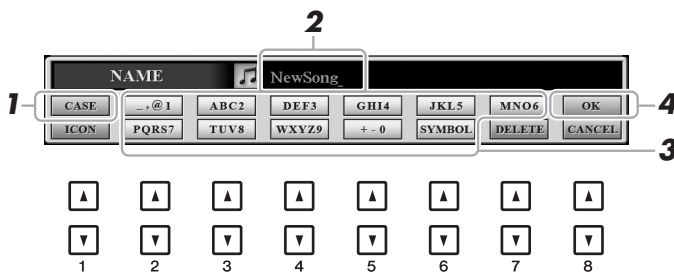 2
NAME NewSong_
1 CASE _,@1 ABC2 DEF3 GHI4 JKL5 MNO6 OK 4
ICON PQRS7 TUV8 WXYZ9 + - 0 SYMBOL DELETE CANCEL
3
1 2 3 4 5 6 7 8